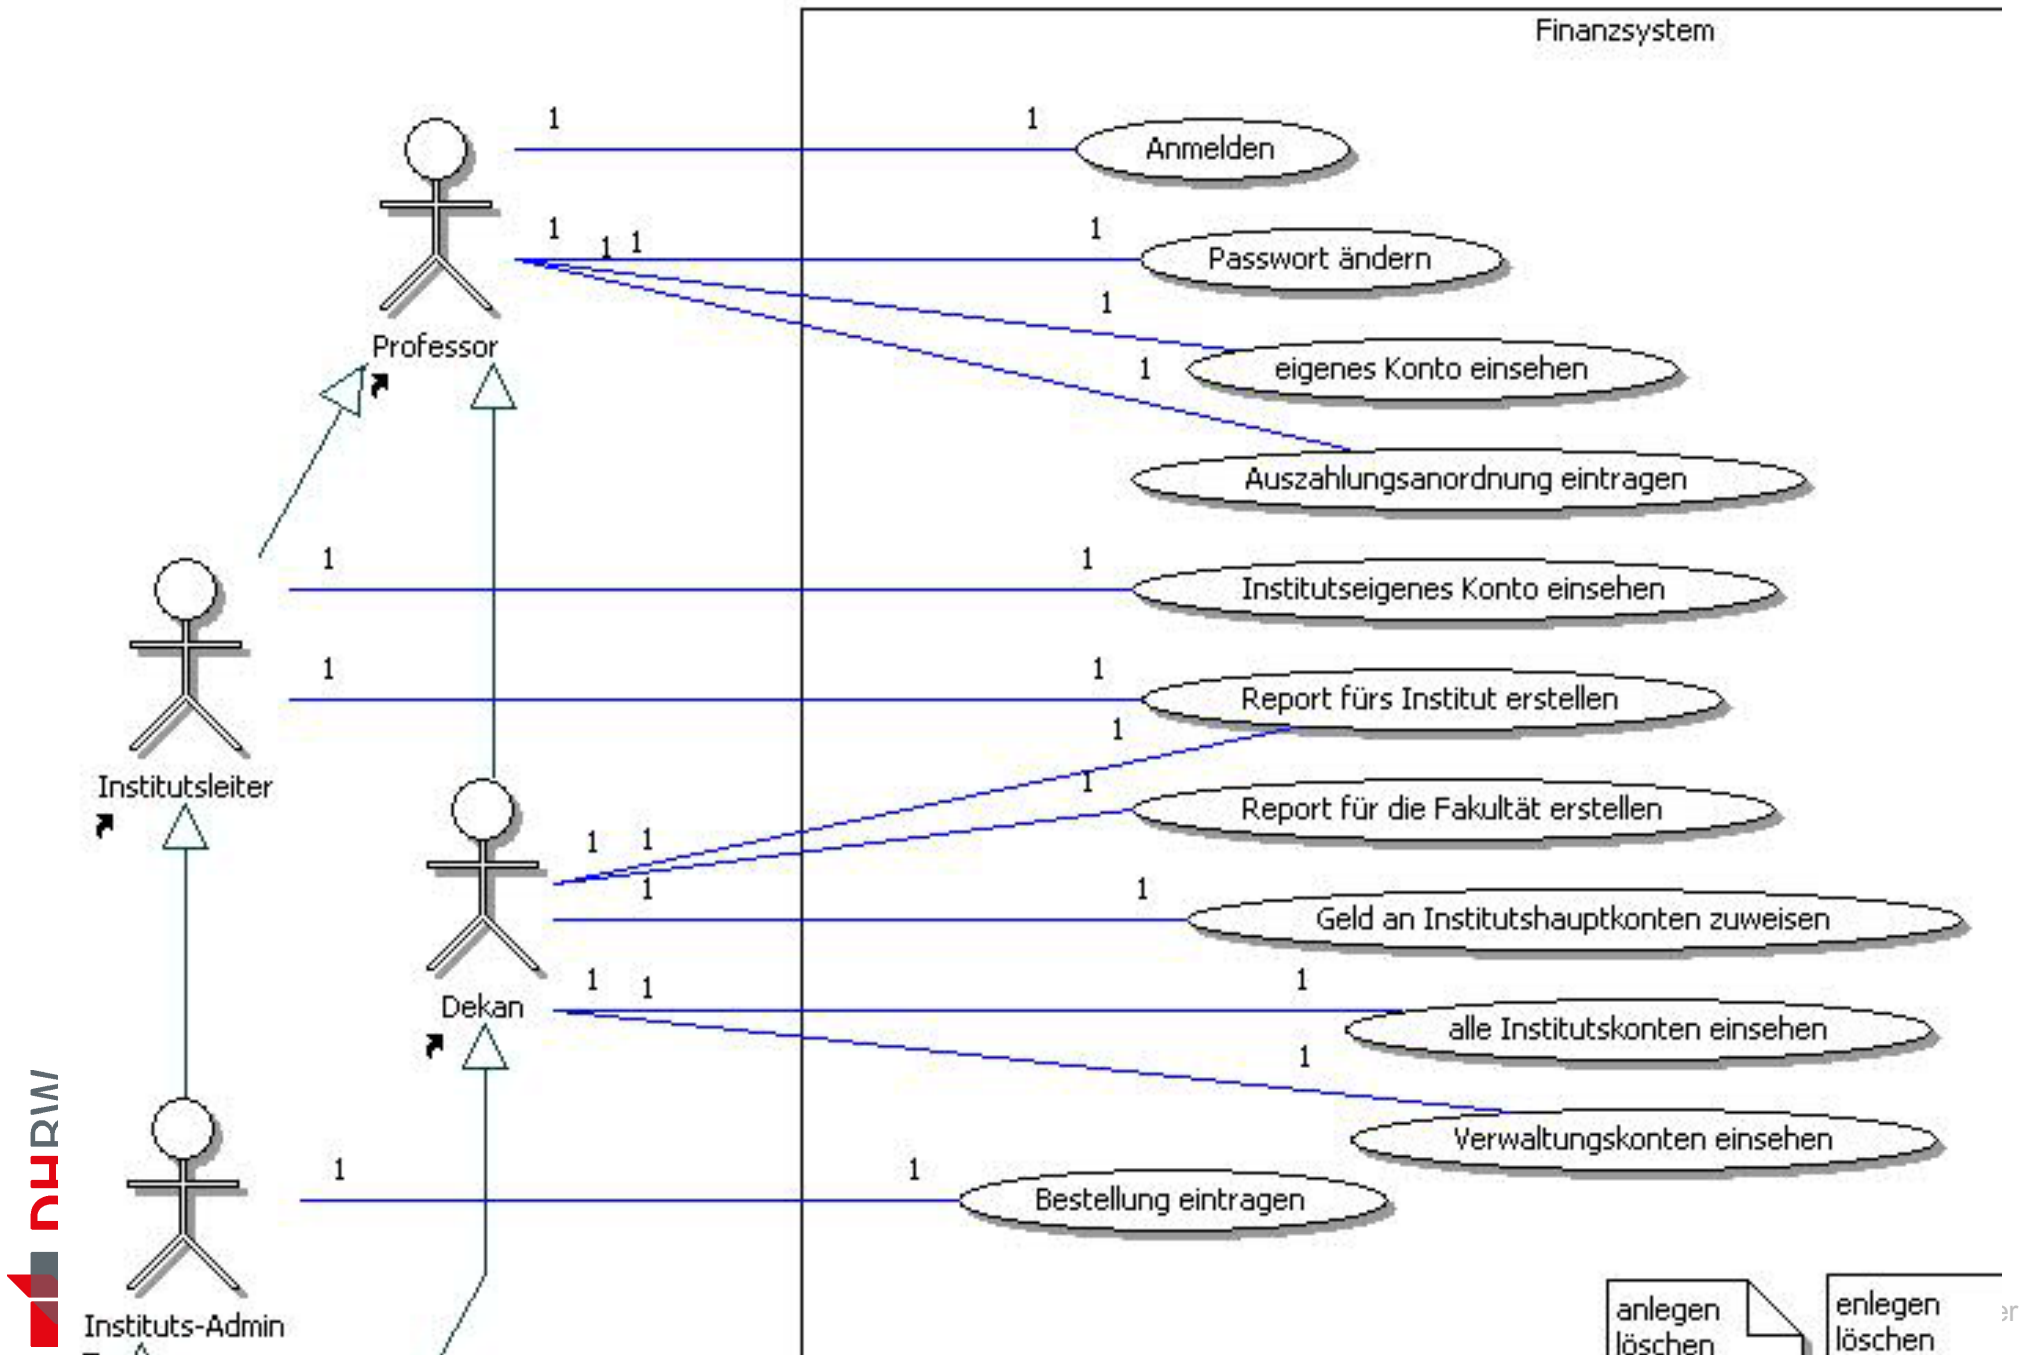 Finanzsystem
1
1
Anmelden
1
1
1
1
Passwort ändern
1
Professor
1
eigenes Konto einsehen
Auszahlungsanordnung eintragen
1
1
Institutseigenes Konto einsehen
1
1
Report fürs Institut erstellen
1
Institutsleiter
1
Report für die Fakultät erstellen
1
1
1
1
Geld an Institutshauptkonten zuweisen
1
1
1
Dekan
alle Institutskonten einsehen
1
Verwaltungskonten einsehen
DHBW
1
1
Bestellung eintragen
Instituts-Admin
anlegen
löschen
enlegen
löschen
er